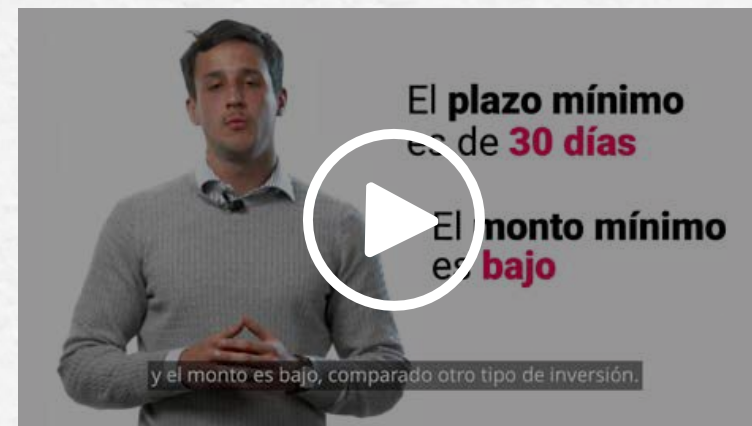 El plazo mínimo
es de 30 días
El monto mínimo
es bajo
y el monto es bajo, comparado otro tipo de inversión.